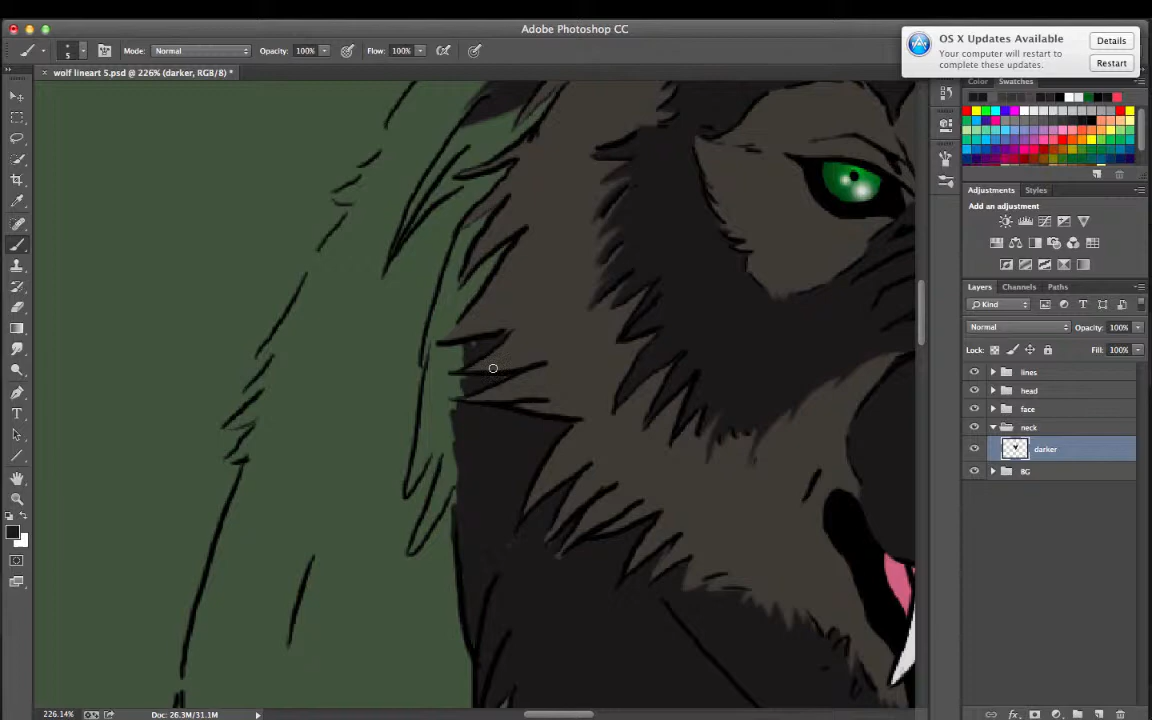 Adobe Photoshop CC
OS X Updates Available
Your computer will restart to
complete these updates.
Details
Restart
5
Mode: Normal
Opacity: 100%
Flow: 100%
wolf lineart 5.psd @ 226% (darker, RGB/8) *
Color
Swatches
Adjustments
Styles
Add an adjustment
Layers
Channels
Paths
Kind
Normal
Opacity: 100%
Lock:
Fill: 100%
lines
head
face
neck
darker
BG
226.14%
Doc: 26.3M/31.1M